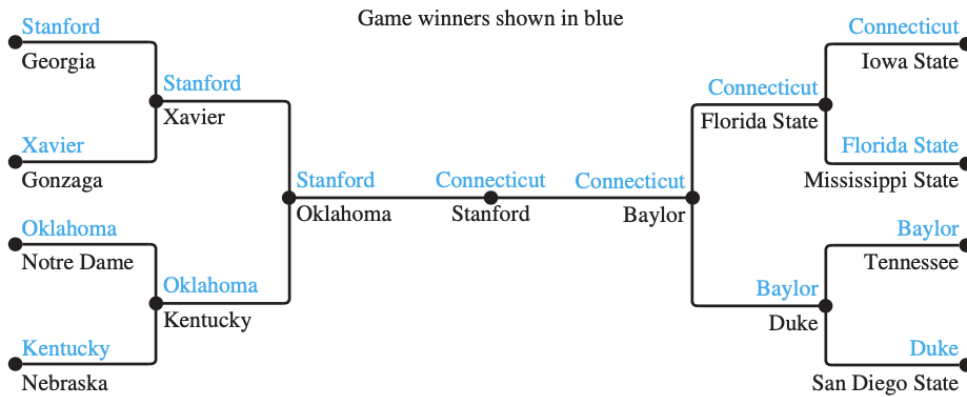 Game winners shown in blue
Stanford
Georgia
Stanford
Xavier
Xavier
Gonzaga
Stanford
Oklahoma
Oklahoma
Notre Dame
Oklahoma
Kentucky
Kentucky
Nebraska
Connecticut
Stanford
Connecticut
Baylor
Connecticut
Iowa State
Connecticut
Florida State
Florida State
Mississippi State
Baylor
Tennessee
Baylor
Duke
Duke
San Diego State